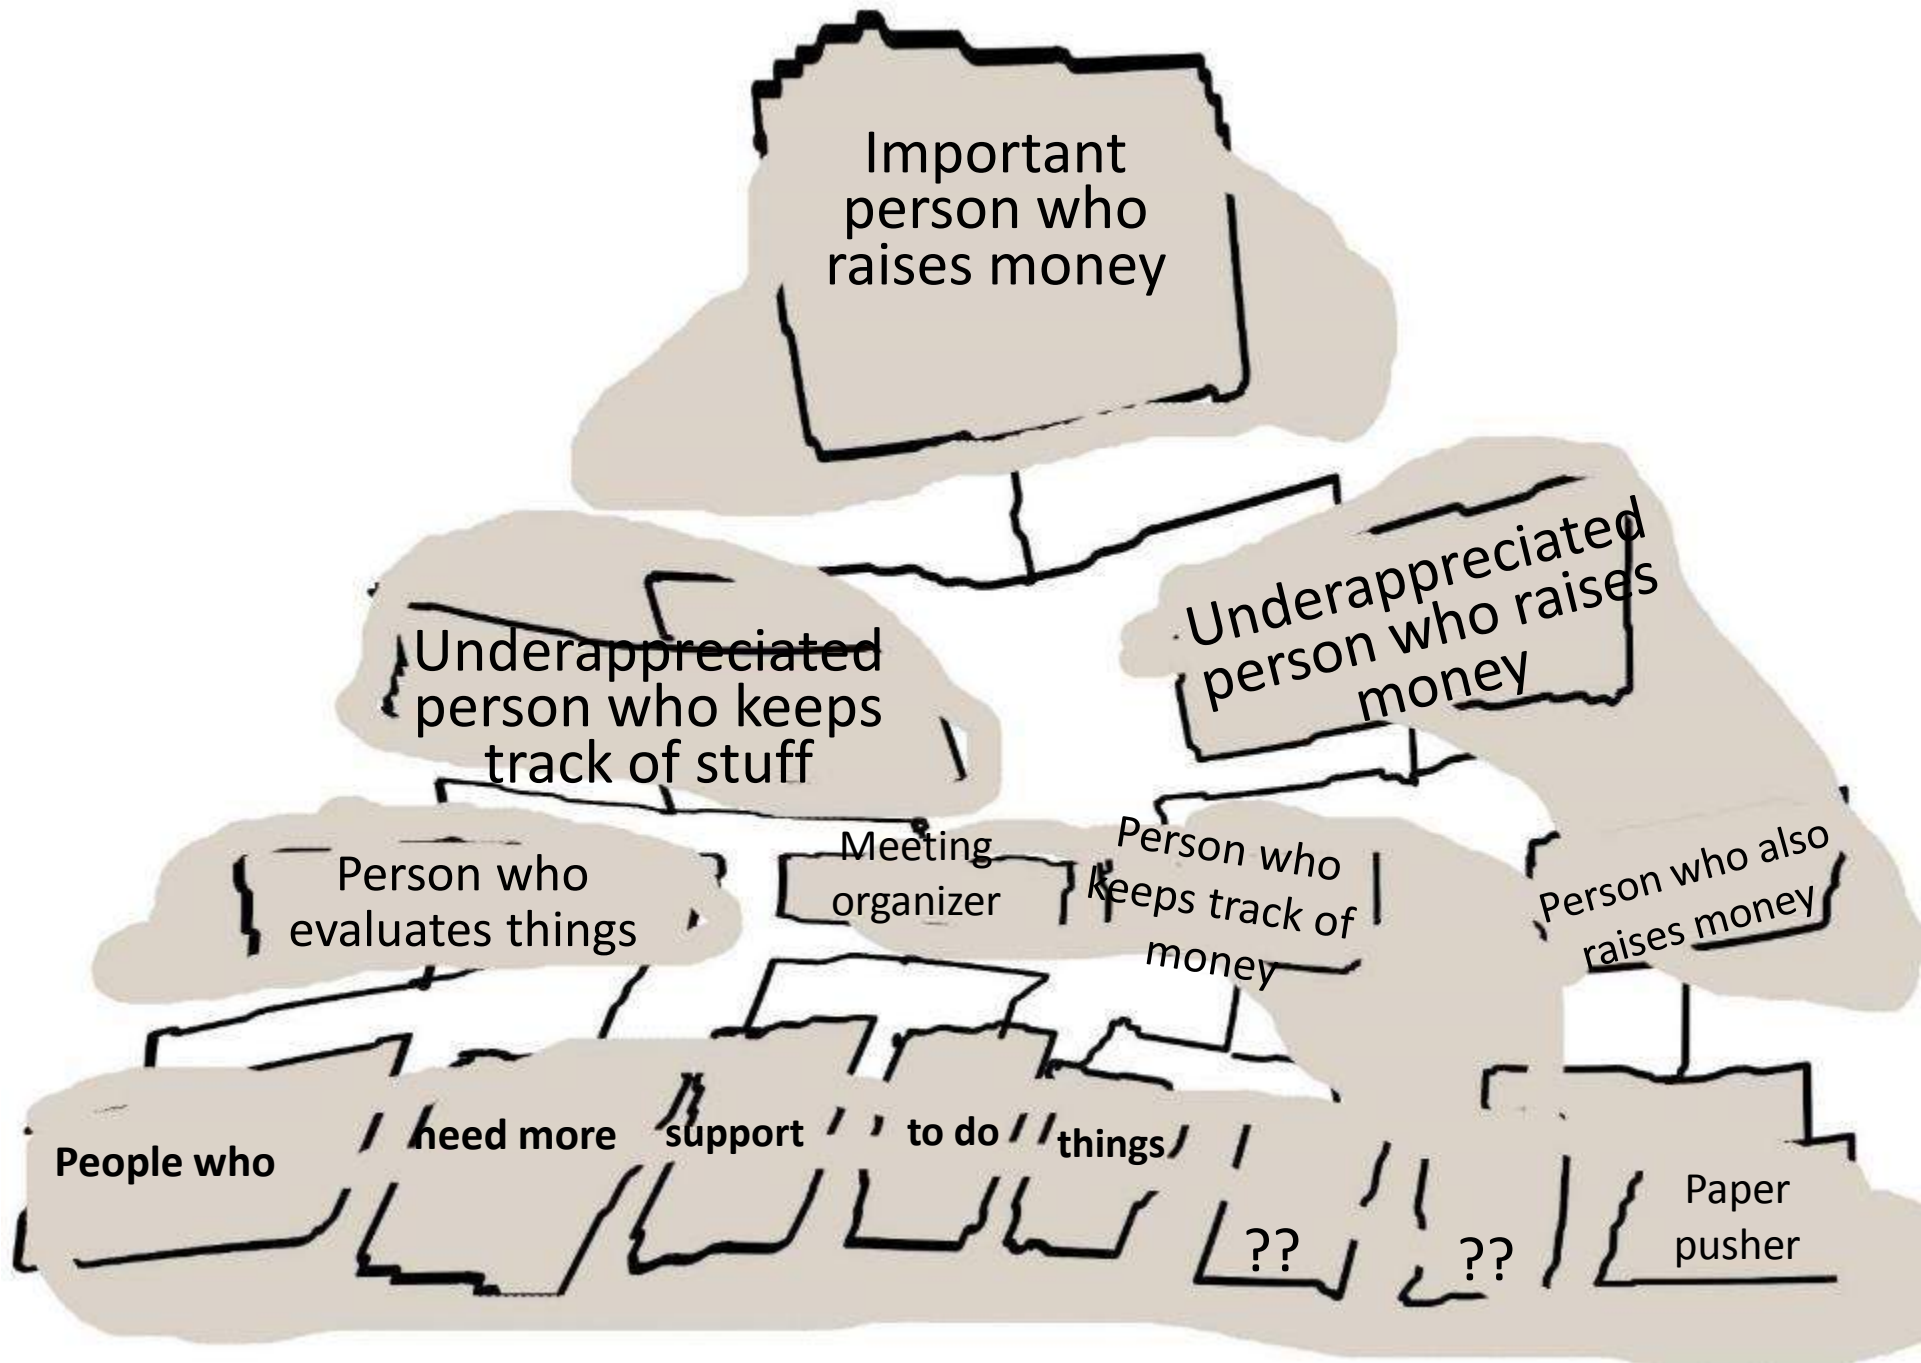 Important
person who
raises money
Underappreciated
person who keeps
track of stuff
Underappreciated
person who raises
money
Person who
evaluates things
Meeting
organizer
Person who
keeps track of
money
Person who also
raises money
People who
need more
support
to do
things
??
??
Paper
pusher